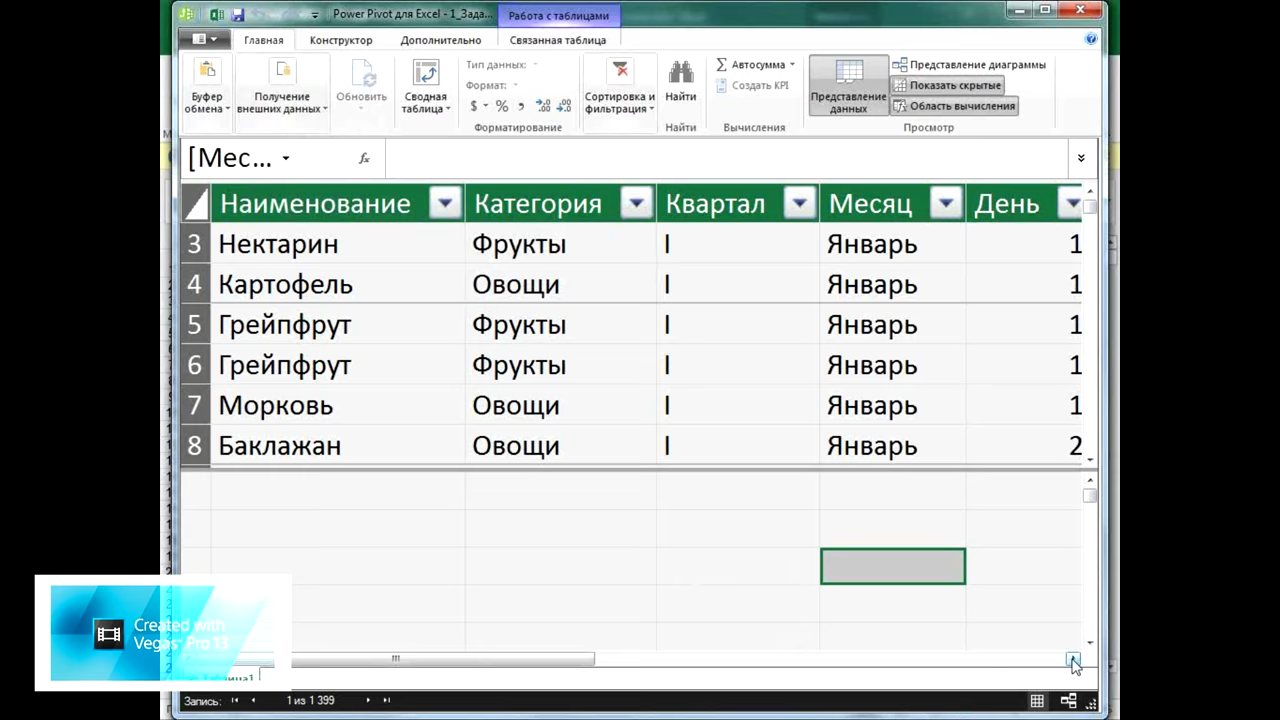 Power Pivot для Excel - 1_Зада...
Работа с таблицами
Главная
Конструктор
Дополнительно
Связанная таблица
Буфер обмена
Получение внешних данных
Обновить
Сводная таблица
Тип данных:
Формат:
$ %
Форматирование
Сортировка и фильтрация
Найти
Найти
Автосумма
Создать KPI
Вычисления
Представление данных
Представление диаграммы
Показать скрытые
Область вычисления
Просмотр
[Мес...
fx
Наименование Категория Квартал Месяц День
3 Нектарин Фрукты I Январь 1
4 Картофель Овощи I Январь 1
5 Грейпфрут Фрукты I Январь 1
6 Грейпфрут Фрукты I Январь 1
7 Морковь Овощи I Январь 1
8 Баклажан Овощи I Январь 2
Created with
Vegas Pro 13
Запись: 1 из 1 399